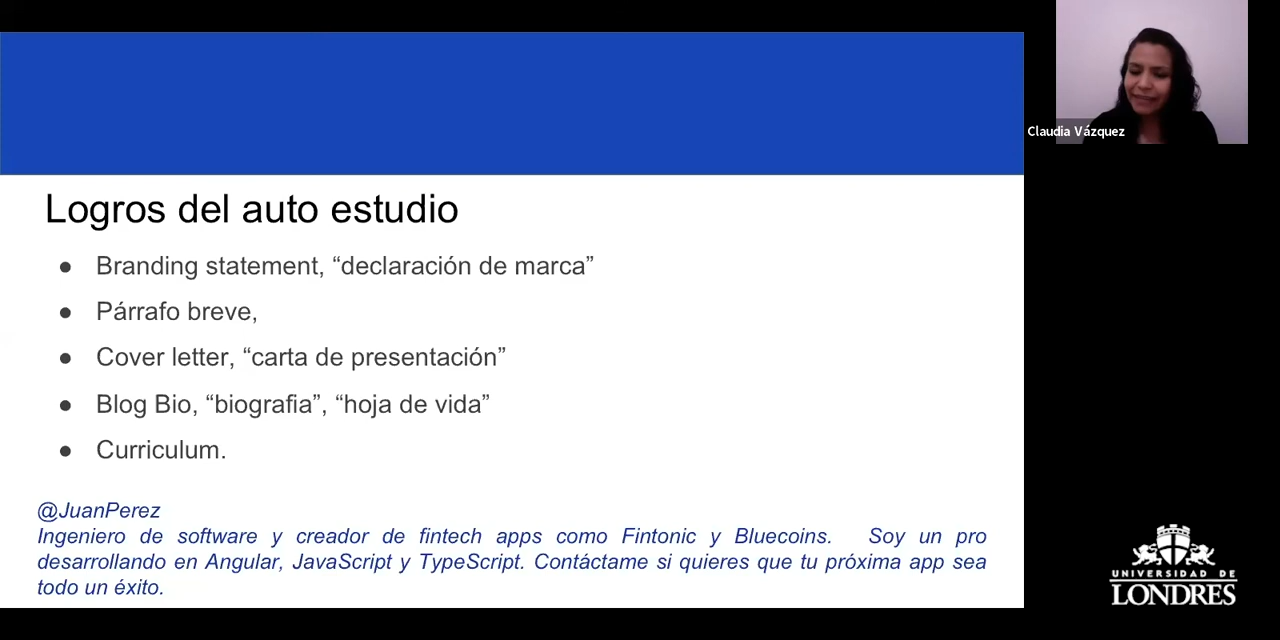 Claudia Vázquez
Logros del auto estudio
● Branding statement, “declaración de marca”
● Párrafo breve,
● Cover letter, “carta de presentación”
● Blog Bio, “biografia”, “hoja de vida”
● Curriculum.
@JuanPerez
Ingeniero de software y creador de fintech apps como Fintonic y Bluecoins. Soy un pro
desarrollando en Angular, JavaScript y TypeScript. Contáctame si quieres que tu próxima app sea
todo un éxito.
UNIVERSIDAD DE
LONDRES